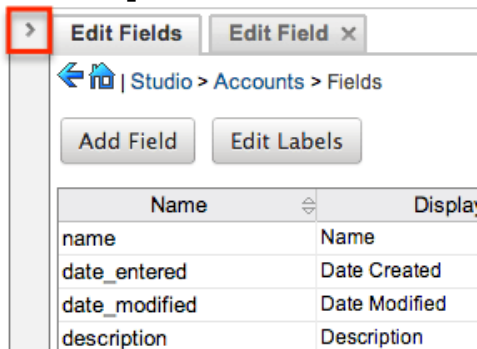 Edit Fields Edit Field ×
| Studio > Accounts > Fields
Add Field Edit Labels
Name Display
name Name
date_entered Date Created
date_modified Date Modified
description Description